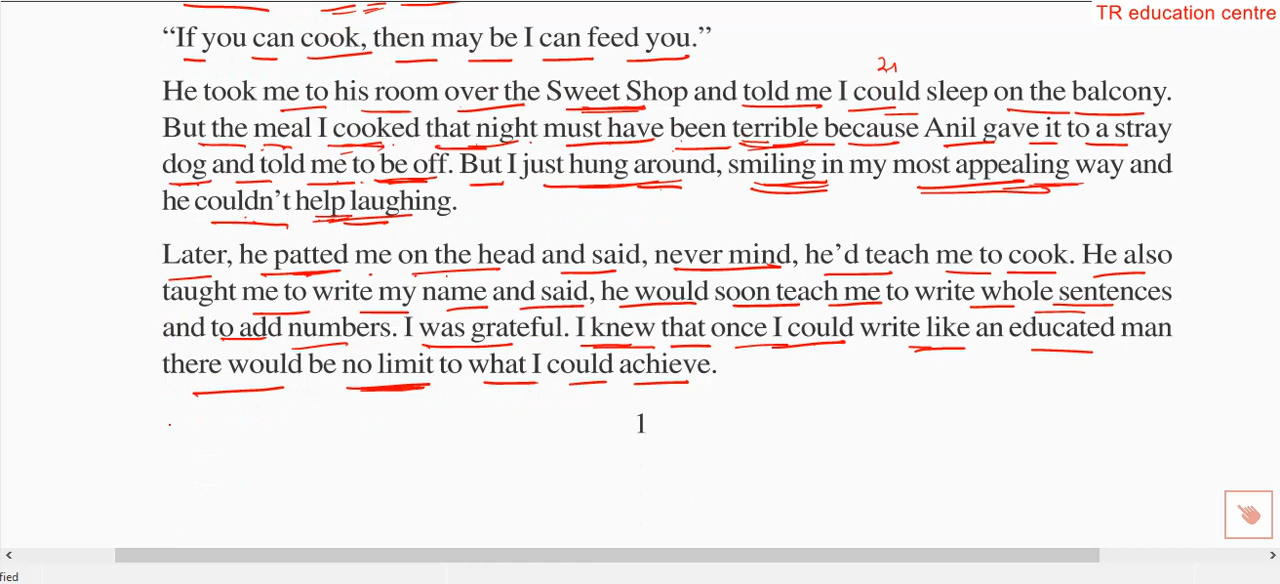 TR education centre
“If you can cook, then may be I can feed you.”
He took me to his room over the Sweet Shop and told me I could sleep on the balcony.
But the meal I cooked that night must have been terrible because Anil gave it to a stray
dog and told me to be off. But I just hung around, smiling in my most appealing way and
he couldn’t help laughing.
Later, he patted me on the head and said, never mind, he’d teach me to cook. He also
taught me to write my name and said, he would soon teach me to write whole sentences
and to add numbers. I was grateful. I knew that once I could write like an educated man
there would be no limit to what I could achieve.
1
fied